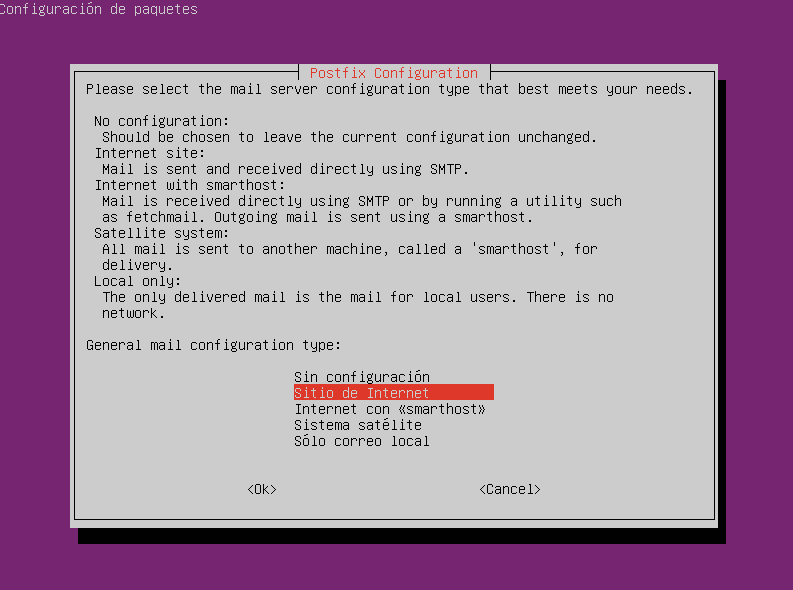 Configuración de paquetes
Postfix Configuration
Please select the mail server configuration type that best meets your needs.
No configuration:
Should be chosen to leave the current configuration unchanged.
Internet site:
Mail is sent and received directly using SMTP.
Internet with smarthost:
Mail is received directly using SMTP or by running a utility such
as fetchmail. Outgoing mail is sent using a smarthost.
Satellite system:
All mail is sent to another machine, called a 'smarthost', for
delivery.
Local only:
The only delivered mail is the mail for local users. There is no
network.
General mail configuration type:
Sin configuración
Sitio de Internet
Internet con «smarthost»
Sistema satélite
Sólo correo local
<Ok> <Cancel>